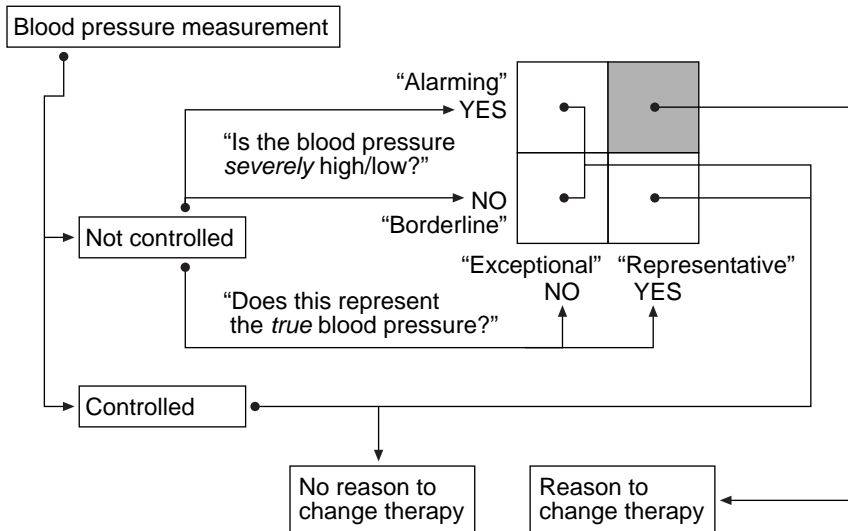 Blood pressure measurement
“Alarming”
YES
“Is the blood pressure
severely high/low?”
NO
“Borderline”
Not controlled
“Exceptional”
NO
“Representative”
YES
“Does this represent
the true blood pressure?”
Controlled
No reason to
change therapy
Reason to
change therapy